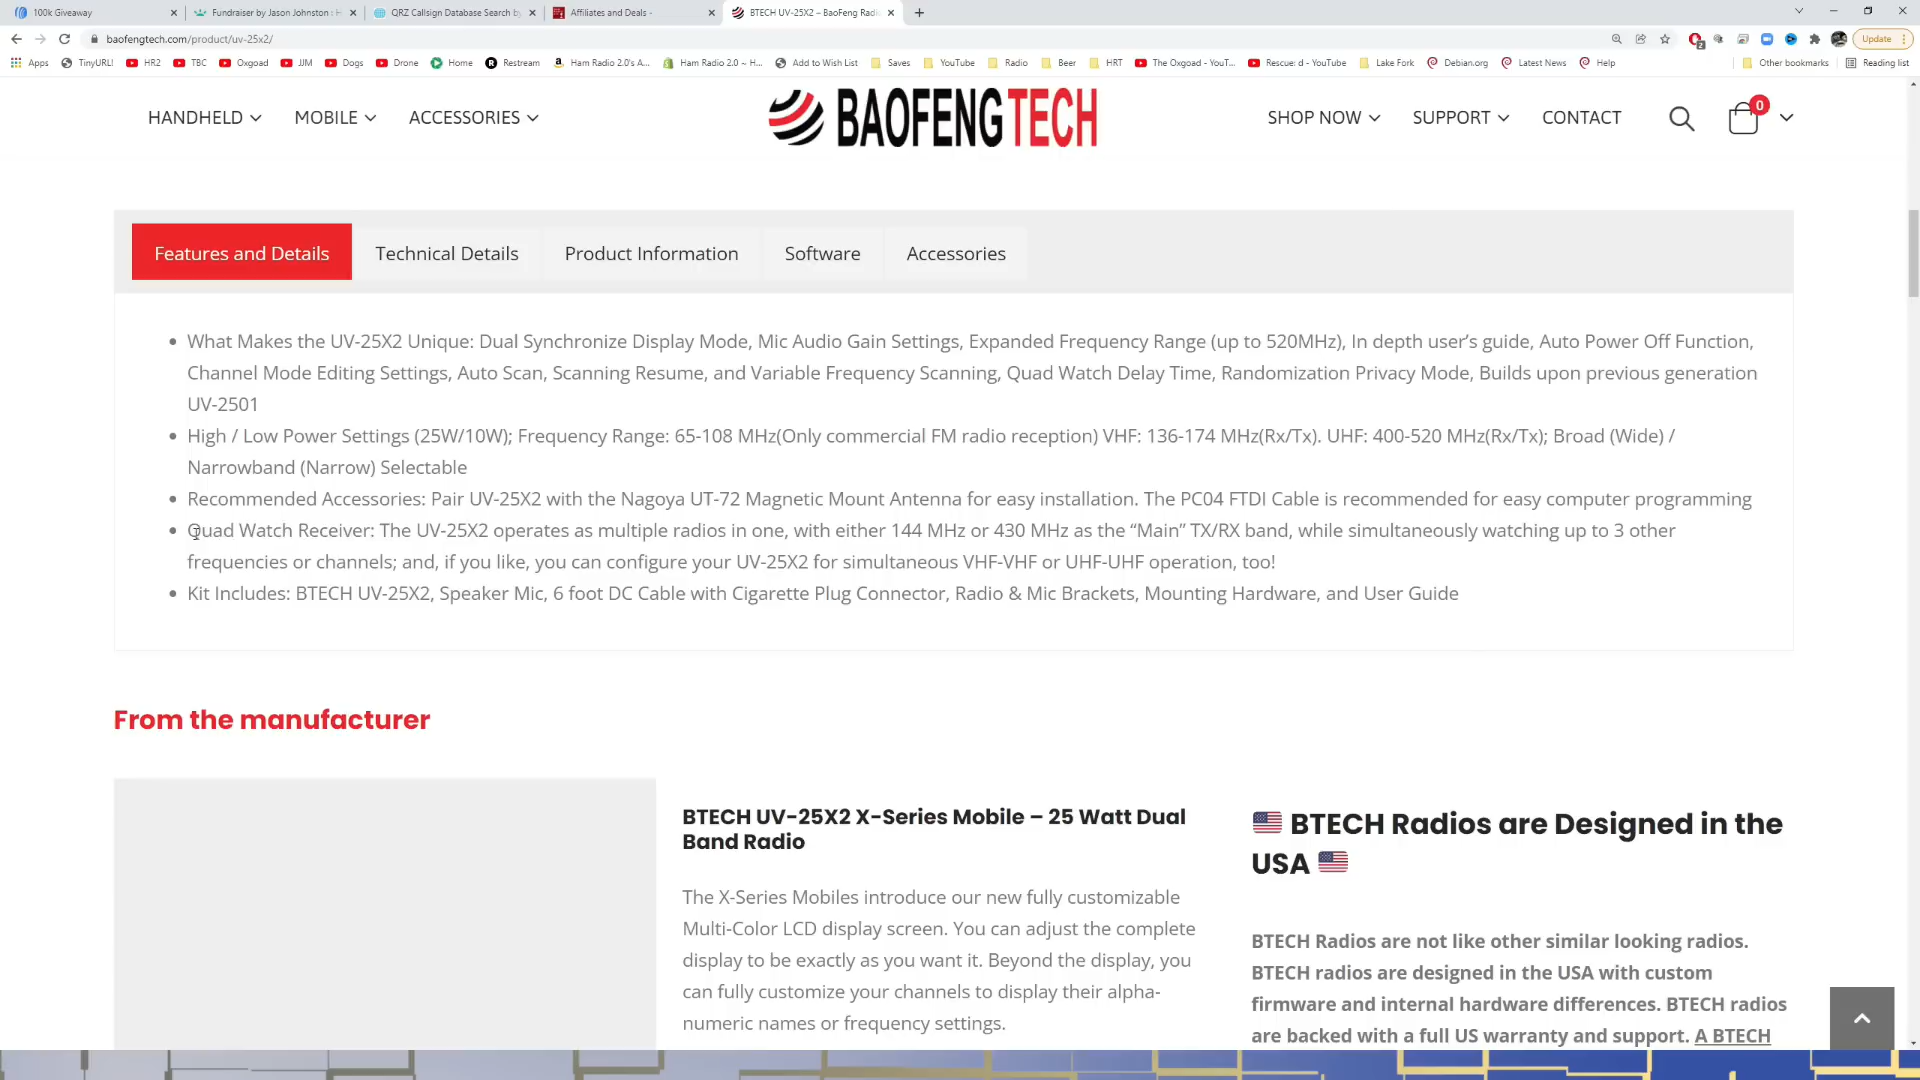 100k Giveaway
Fundraiser by Jason Johnston : H
QRZ Callsign Database Search by
Affiliates and Deals -
BTECH UV-25X2 – BaoFeng Radi
baofengtech.com/product/uv-25x2/
Update
Apps TinyURL! HR2 TBC Oxgoad JJM Dogs Drone Home Restream Ham Radio 2.0's A... Ham Radio 2.0 ~ H... Add to Wish List Saves YouTube Radio Beer HRT The Oxgoad - YouT... Rescue: d - YouTube Lake Fork Debian.org Latest News Help Other bookmarks Reading list
HANDHELD MOBILE ACCESSORIES BAOFENGTECH SHOP NOW SUPPORT CONTACT 0
Features and Details Technical Details Product Information Software Accessories
• What Makes the UV-25X2 Unique: Dual Synchronize Display Mode, Mic Audio Gain Settings, Expanded Frequency Range (up to 520MHz), In depth user’s guide, Auto Power Off Function,
Channel Mode Editing Settings, Auto Scan, Scanning Resume, and Variable Frequency Scanning, Quad Watch Delay Time, Randomization Privacy Mode, Builds upon previous generation
UV-2501
• High / Low Power Settings (25W/10W); Frequency Range: 65-108 MHz(Only commercial FM radio reception) VHF: 136-174 MHz(Rx/Tx). UHF: 400-520 MHz(Rx/Tx); Broad (Wide) /
Narrowband (Narrow) Selectable
• Recommended Accessories: Pair UV-25X2 with the Nagoya UT-72 Magnetic Mount Antenna for easy installation. The PC04 FTDI Cable is recommended for easy computer programming
• Quad Watch Receiver: The UV-25X2 operates as multiple radios in one, with either 144 MHz or 430 MHz as the “Main” TX/RX band, while simultaneously watching up to 3 other
frequencies or channels; and, if you like, you can configure your UV-25X2 for simultaneous VHF-VHF or UHF-UHF operation, too!
• Kit Includes: BTECH UV-25X2, Speaker Mic, 6 foot DC Cable with Cigarette Plug Connector, Radio & Mic Brackets, Mounting Hardware, and User Guide
From the manufacturer
BTECH UV-25X2 X-Series Mobile – 25 Watt Dual
Band Radio
The X-Series Mobiles introduce our new fully customizable
Multi-Color LCD display screen. You can adjust the complete
display to be exactly as you want it. Beyond the display, you
can fully customize your channels to display their alpha-
numeric names or frequency settings.
BTECH Radios are Designed in the
USA
BTECH Radios are not like other similar looking radios.
BTECH radios are designed in the USA with custom
firmware and internal hardware differences. BTECH radios
are backed with a full US warranty and support. A BTECH